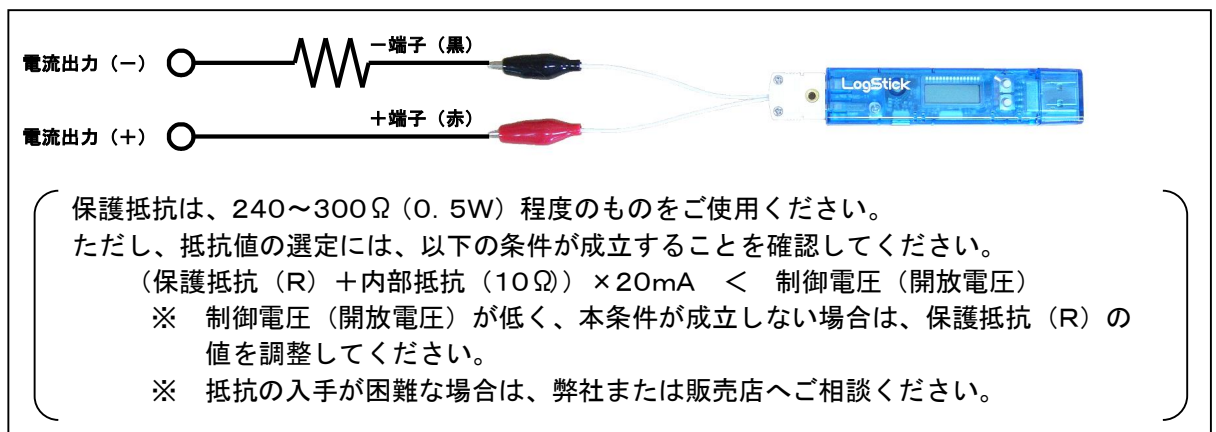 －端子（黒）
電流出力（－）
LogStick
＋端子（赤）
電流出力（＋）
保護抵抗は、２４０～３００Ω（０．５Ｗ）程度のものをご使用ください。
ただし、抵抗値の選定には、以下の条件が成立することを確認してください。
（保護抵抗（Ｒ）＋内部抵抗（１０Ω））×２０ｍＡ　＜　制御電圧（開放電圧）
※　制御電圧（開放電圧）が低く、本条件が成立しない場合は、保護抵抗（Ｒ）の
値を調整してください。
※　抵抗の入手が困難な場合は、弊社または販売店へご相談ください。